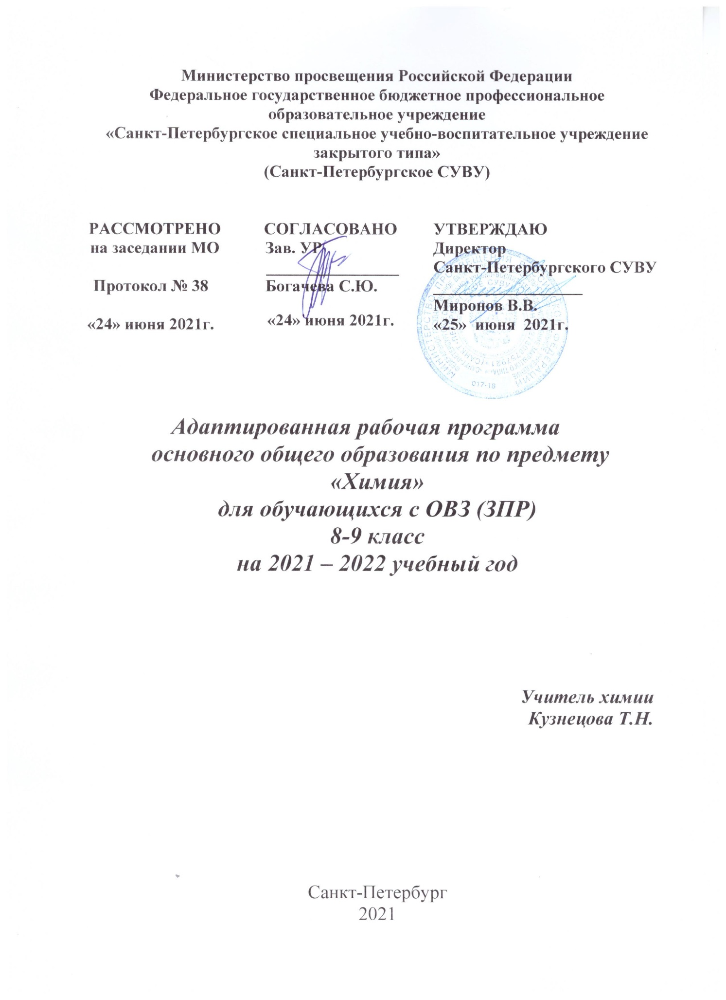 Министерство просвещения Российской Федерации
Федеральное государственное бюджетное профессиональное
образовательное учреждение
«Санкт-Петербургское специальное учебно-воспитательное учреждение
закрытого типа»
(Санкт-Петербургское СУВУ)
РАССМОТРЕНО
на заседании МО
Протокол № 38
«24» июня 2021г.
СОГЛАСОВАНО
Зав. УР
Богачева С.Ю.
«24» июня 2021г.
УТВЕРЖДАЮ
Директор
Санкт-Петербургского СУВУ
Миронов В.В.
«25» июня 2021г.
МИНИСТЕРСТВО ПРОСВЕЩЕНИЯ РОССИЙСКОЙ ФЕДЕРАЦИИ
017-18
Адаптированная рабочая программа
основного общего образования по предмету
«Химия»
для обучающихся с ОВЗ (ЗПР)
8-9 класс
на 2021 – 2022 учебный год
Учитель химии
Кузнецова Т.Н.
Санкт-Петербург
2021